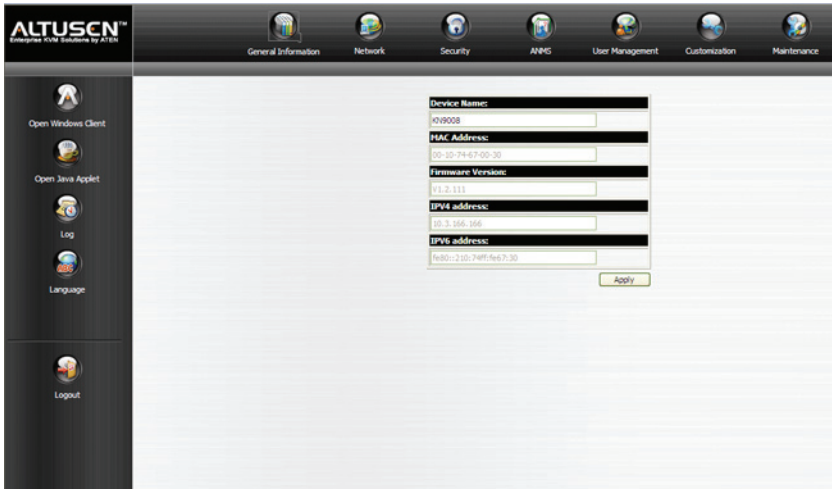 ALTUSEN™
Enterprise KVM Solutions by ATEN
General Information
Network
Security
ANMS
User Management
Customization
Maintenance
Open Windows Client
Open Java Applet
Log
Language
Logout
Device Name:
KN9008
MAC Address:
00-10-74-67-00-30
Firmware Version:
V1.2.111
IPV4 address:
10.3.166.166
IPV6 address:
fe80::210:74ff:fe67:30
Apply